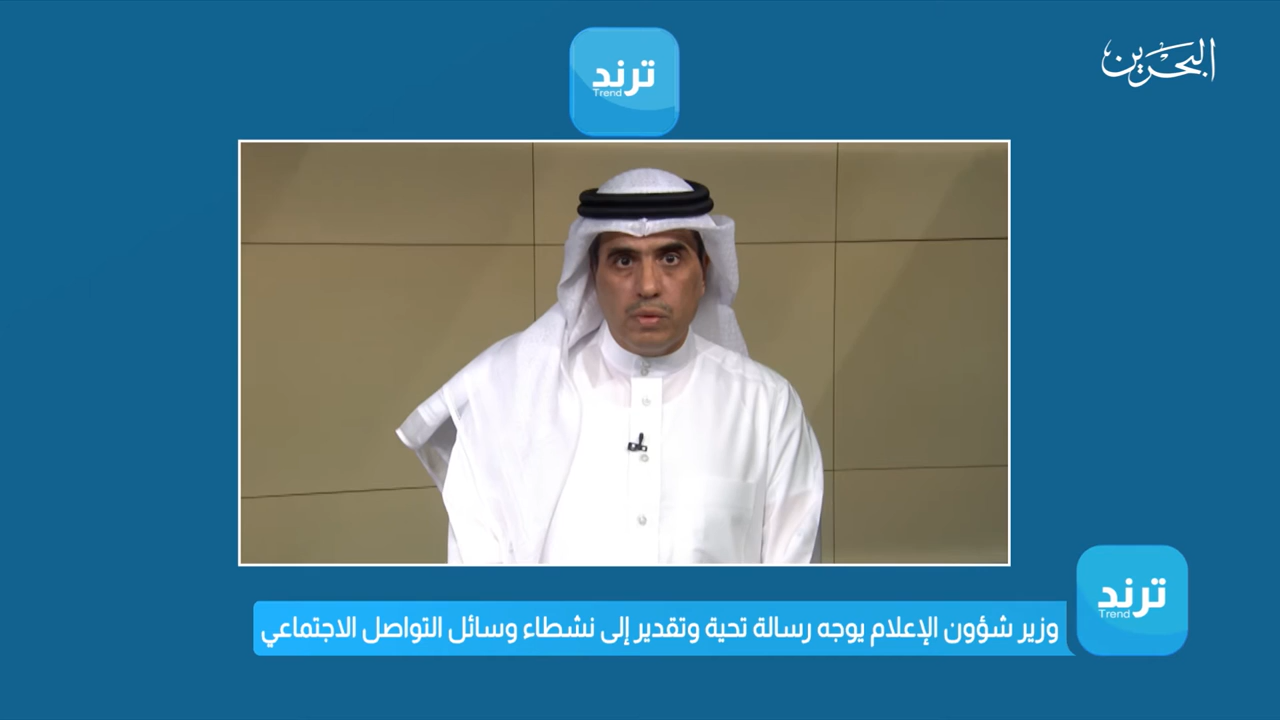 البحرين
ترند
Trend
ترند
Trend
وزير شؤون الإعلام يوجه رسالة تحية وتقدير إلى نشطاء وسائل التواصل الاجتماعي